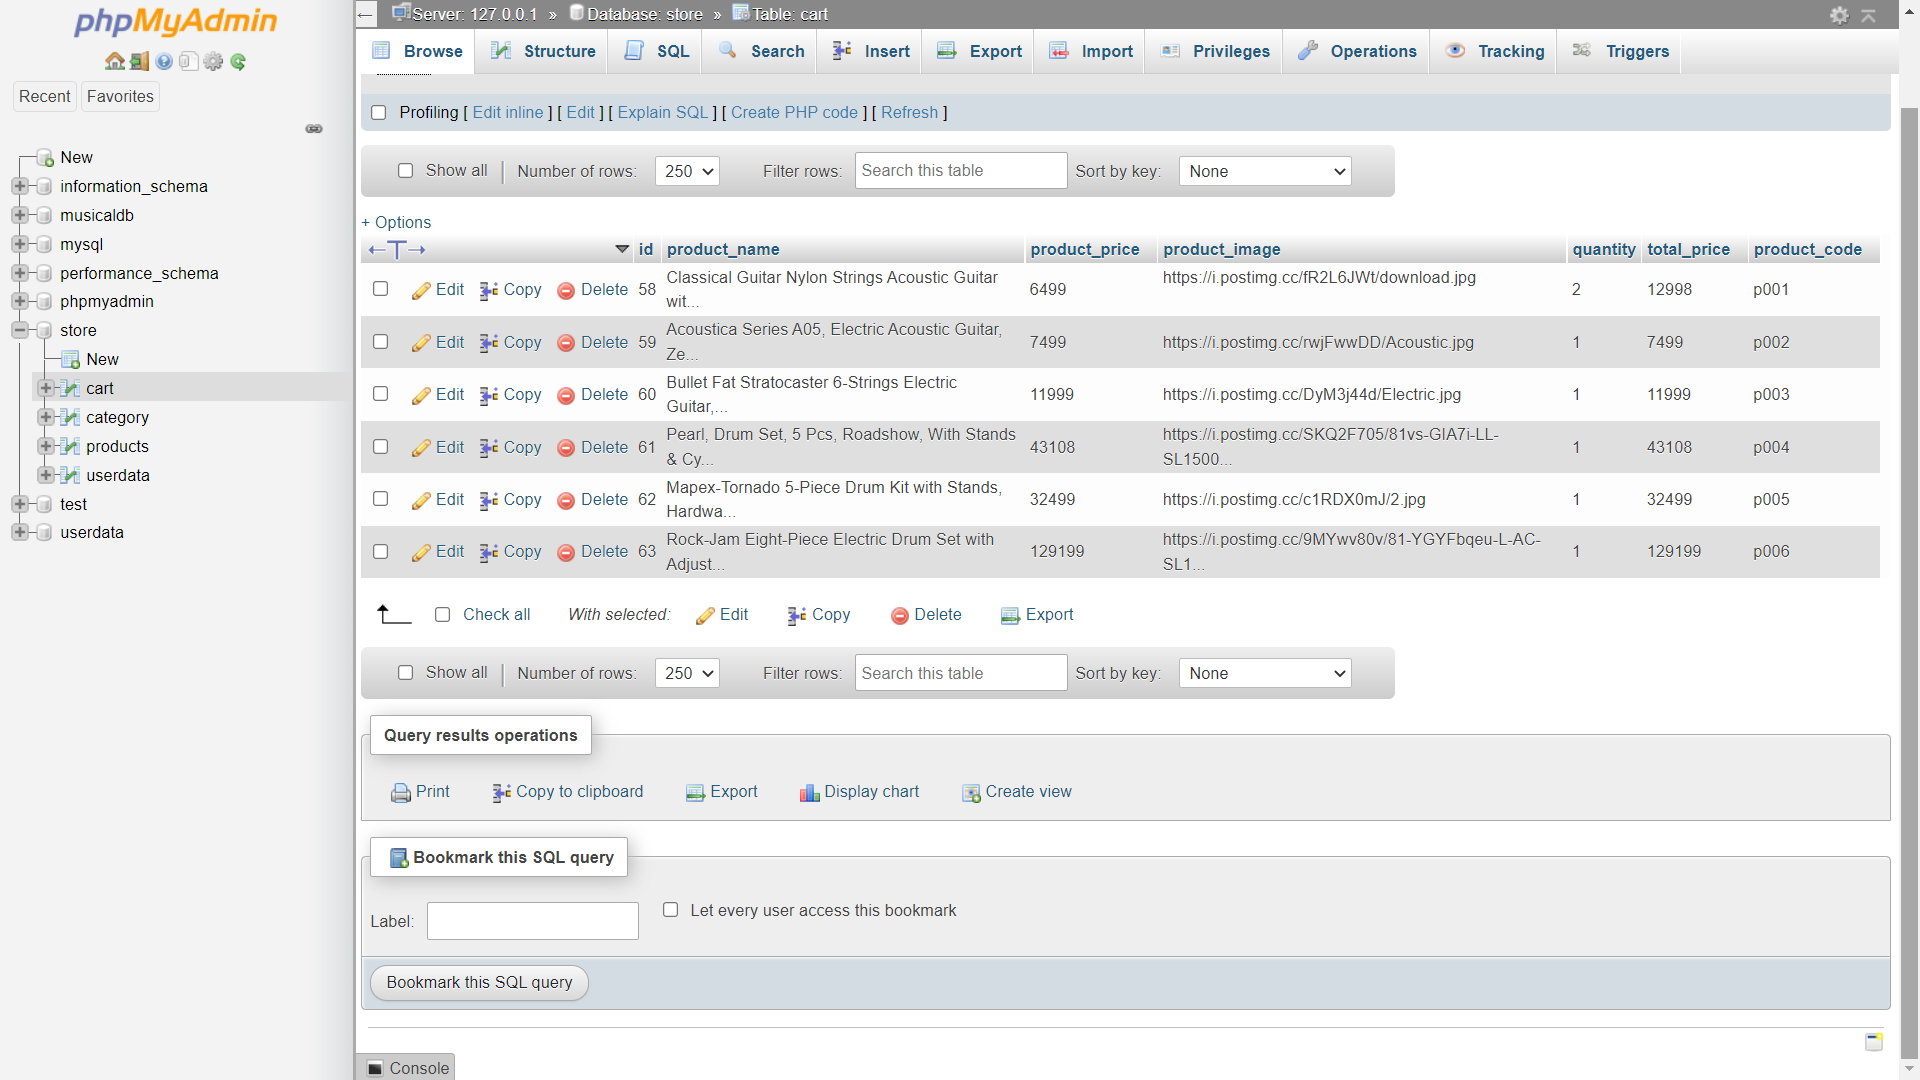 phpMyAdmin
Recent Favorites
New
information_schema
musicaldb
mysql
performance_schema
phpmyadmin
store
New
cart
category
products
userdata
test
userdata
Server: 127.0.0.1 » Database: store » Table: cart
Browse Structure SQL Search Insert Export Import Privileges Operations Tracking Triggers
Profiling [ Edit inline ] [ Edit ] [ Explain SQL ] [ Create PHP code ] [ Refresh ]
Show all Number of rows: 250 Filter rows: Search this table Sort by key: None
+ Options
←T→ id product_name product_price product_image quantity total_price product_code
Edit Copy Delete 58 Classical Guitar Nylon Strings Acoustic Guitar wit... 6499 https://i.postimg.cc/fR2L6JWt/download.jpg 2 12998 p001
Edit Copy Delete 59 Acoustica Series A05, Electric Acoustic Guitar, Ze... 7499 https://i.postimg.cc/rwjFwwDD/Acoustic.jpg 1 7499 p002
Edit Copy Delete 60 Bullet Fat Stratocaster 6-Strings Electric Guitar,... 11999 https://i.postimg.cc/DyM3j44d/Electric.jpg 1 11999 p003
Edit Copy Delete 61 Pearl, Drum Set, 5 Pcs, Roadshow, With Stands & Cy... 43108 https://i.postimg.cc/SKQ2F705/81vs-GIA7i-LL-SL1500... 1 43108 p004
Edit Copy Delete 62 Mapex-Tornado 5-Piece Drum Kit with Stands, Hardwa... 32499 https://i.postimg.cc/c1RDX0mJ/2.jpg 1 32499 p005
Edit Copy Delete 63 Rock-Jam Eight-Piece Electric Drum Set with Adjust... 129199 https://i.postimg.cc/9MYwv80v/81-YGYFbqeu-L-AC-SL1... 1 129199 p006
Check all With selected: Edit Copy Delete Export
Show all Number of rows: 250 Filter rows: Search this table Sort by key: None
Query results operations
Print Copy to clipboard Export Display chart Create view
Bookmark this SQL query
Label: Let every user access this bookmark
Bookmark this SQL query
Console